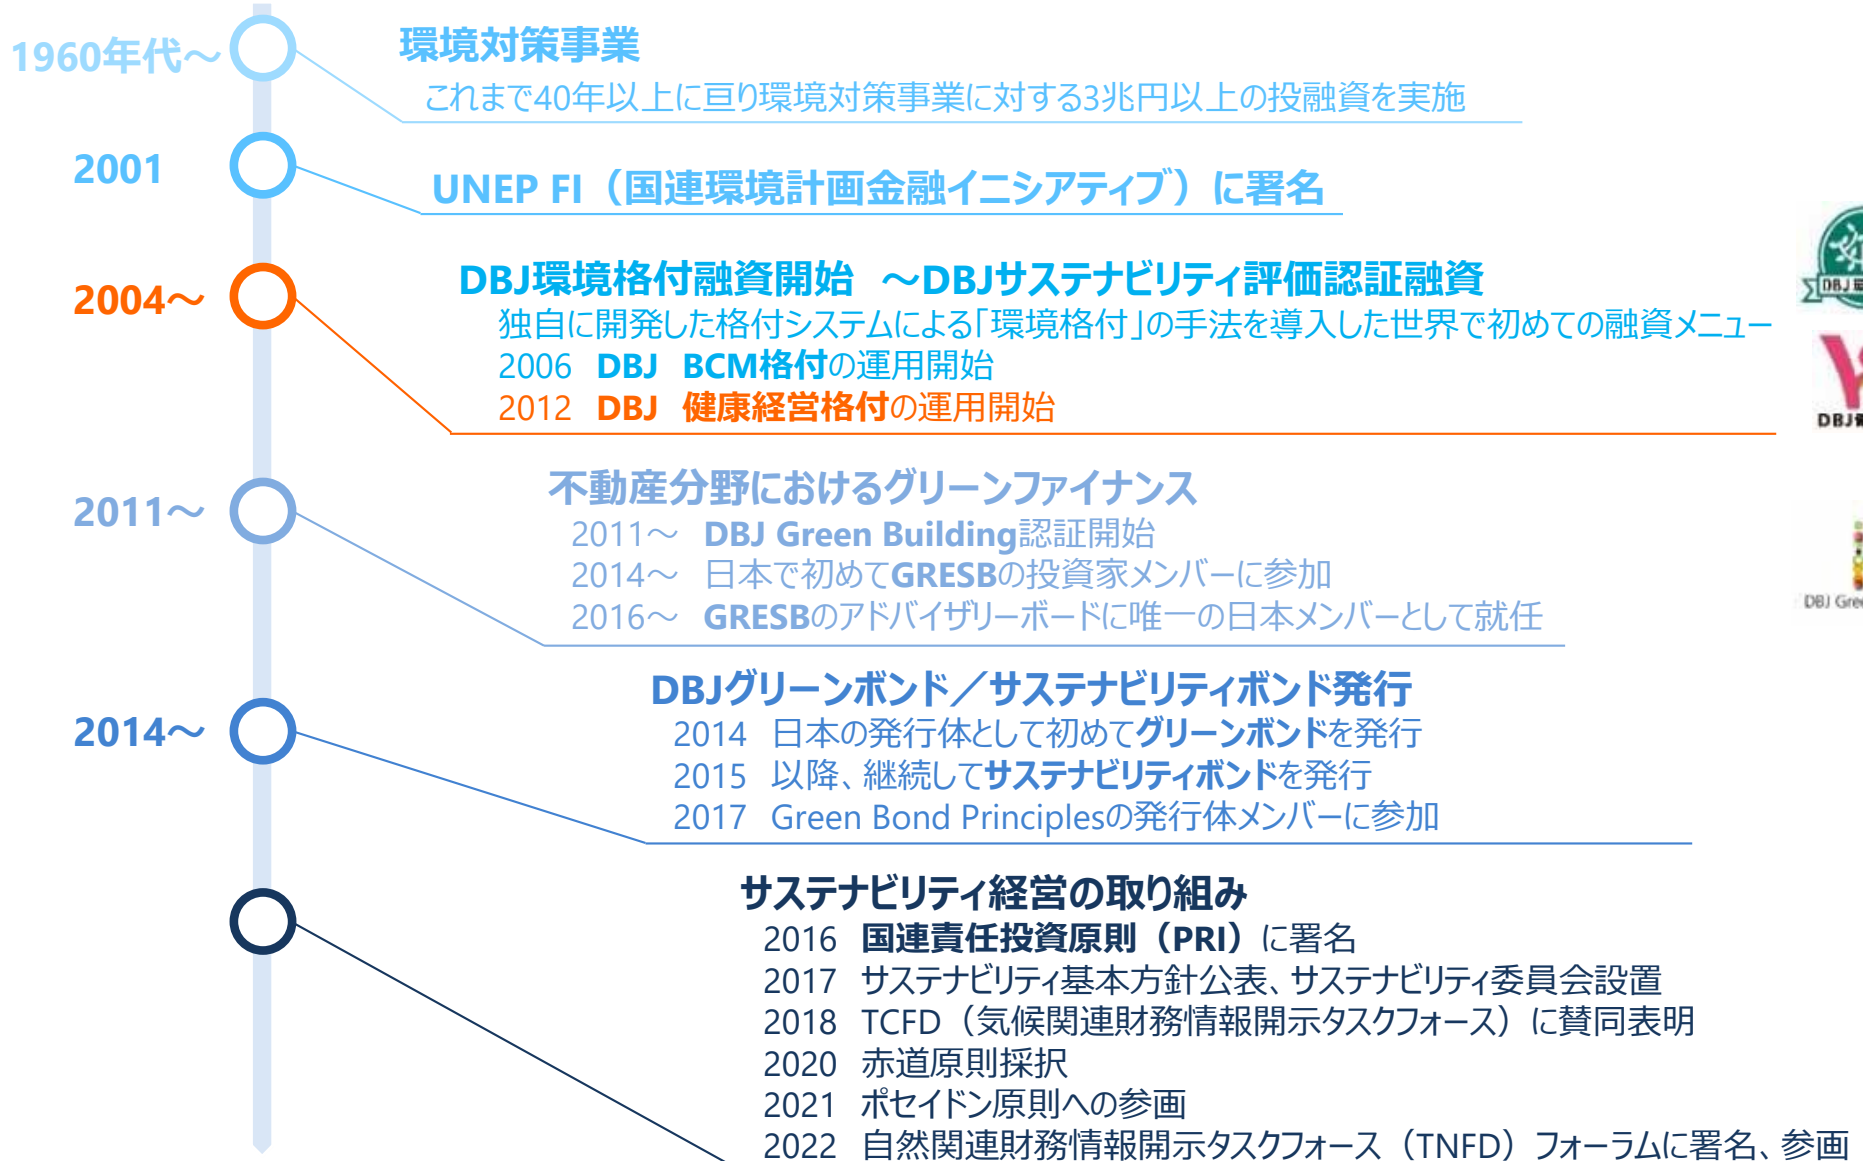 1960年代～
環境対策事業
これまで40年以上に亘り環境対策事業に対する3兆円以上の投融資を実施
2001
UNEP FI（国連環境計画金融イニシアティブ）に署名
2004～
DBJ環境格付融資開始　～DBJサステナビリティ評価認証融資
独自に開発した格付システムによる「環境格付」の手法を導入した世界で初めての融資メニュー
2006 DBJ BCM格付の運用開始
2012 DBJ 健康経営格付の運用開始
DBJ
DBJ
2011～
不動産分野におけるグリーンファイナンス
2011～ DBJ Green Building認証開始
2014～ 日本で初めてGRESBの投資家メンバーに参加
2016～ GRESBのアドバイザリーボードに唯一の日本メンバーとして就任
DBJ
2014～
DBJグリーンボンド／サステナビリティボンド発行
2014 日本の発行体として初めてグリーンボンドを発行
2015 以降、継続してサステナビリティボンドを発行
2017 Green Bond Principlesの発行体メンバーに参加
サステナビリティ経営の取り組み
2016 国連責任投資原則（PRI）に署名
2017 サステナビリティ基本方針公表、サステナビリティ委員会設置
2018 TCFD（気候関連財務情報開示タスクフォース）に賛同表明
2020 赤道原則採択
2021 ポセイドン原則への参画
2022 自然関連財務情報開示タスクフォース（TNFD）フォーラムに署名、参画